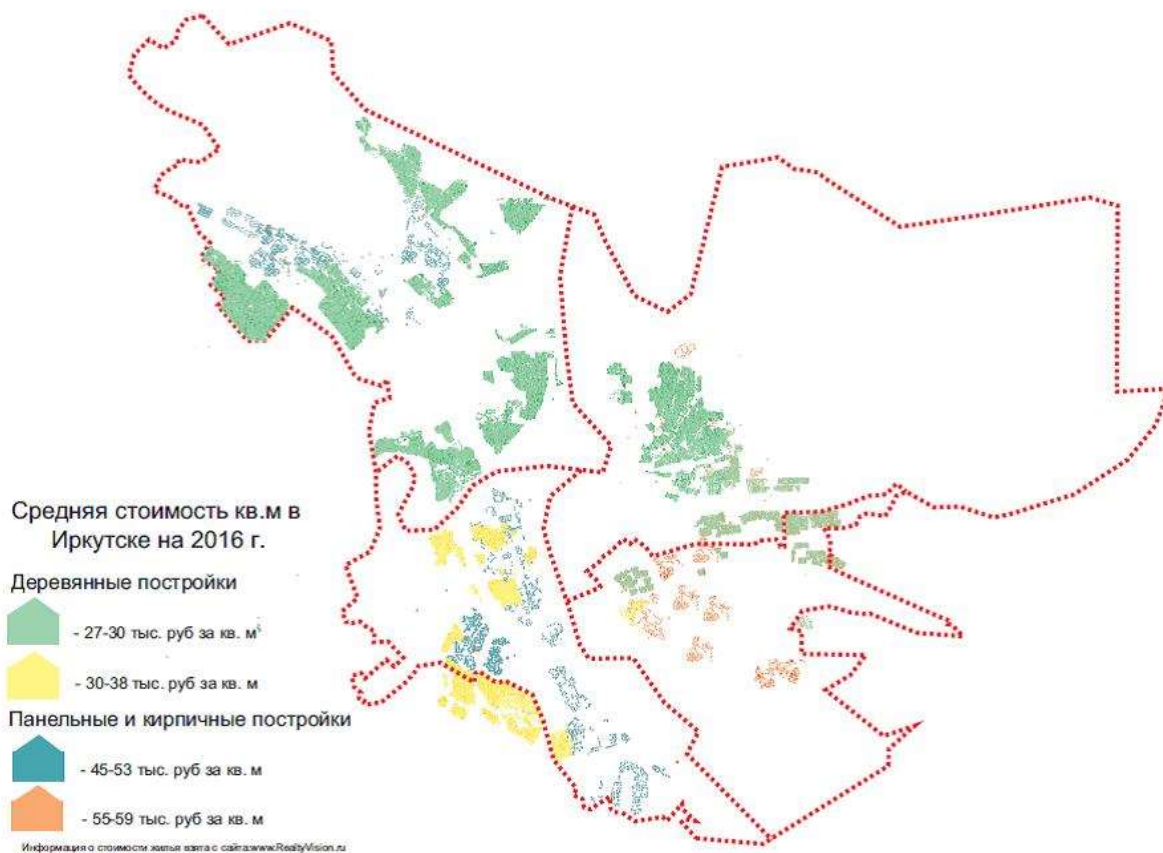 Средняя стоимость кв.м в
Иркутске на 2016 г.
Деревянные постройки
- 27-30 тыс. руб за кв. м
- 30-38 тыс. руб за кв. м
Панельные и кирпичные постройки
- 45-53 тыс. руб за кв. м
- 55-59 тыс. руб за кв. м
Информация о стоимости жилья взята с сайта:www.RealtyVision.ru